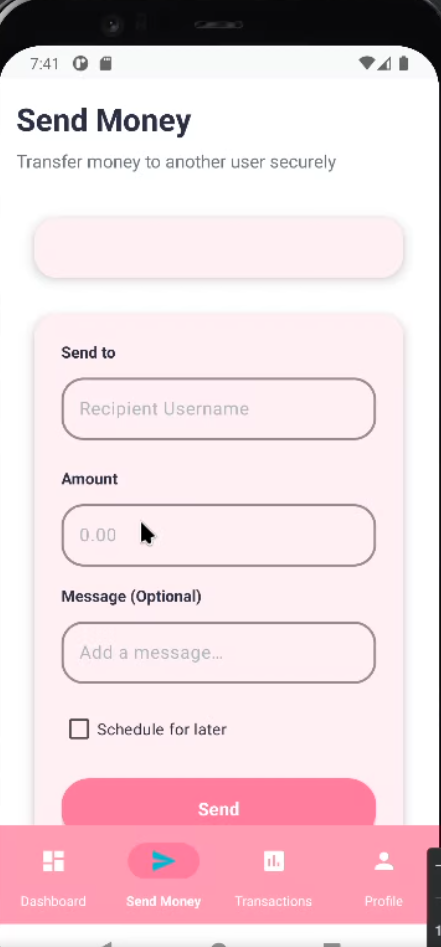 7:41
Send Money
Transfer money to another user securely
Send to
Recipient Username
Amount
0.00
Message (Optional)
Add a message...
Schedule for later
Send
Dashboard
Send Money
Transactions
Profile